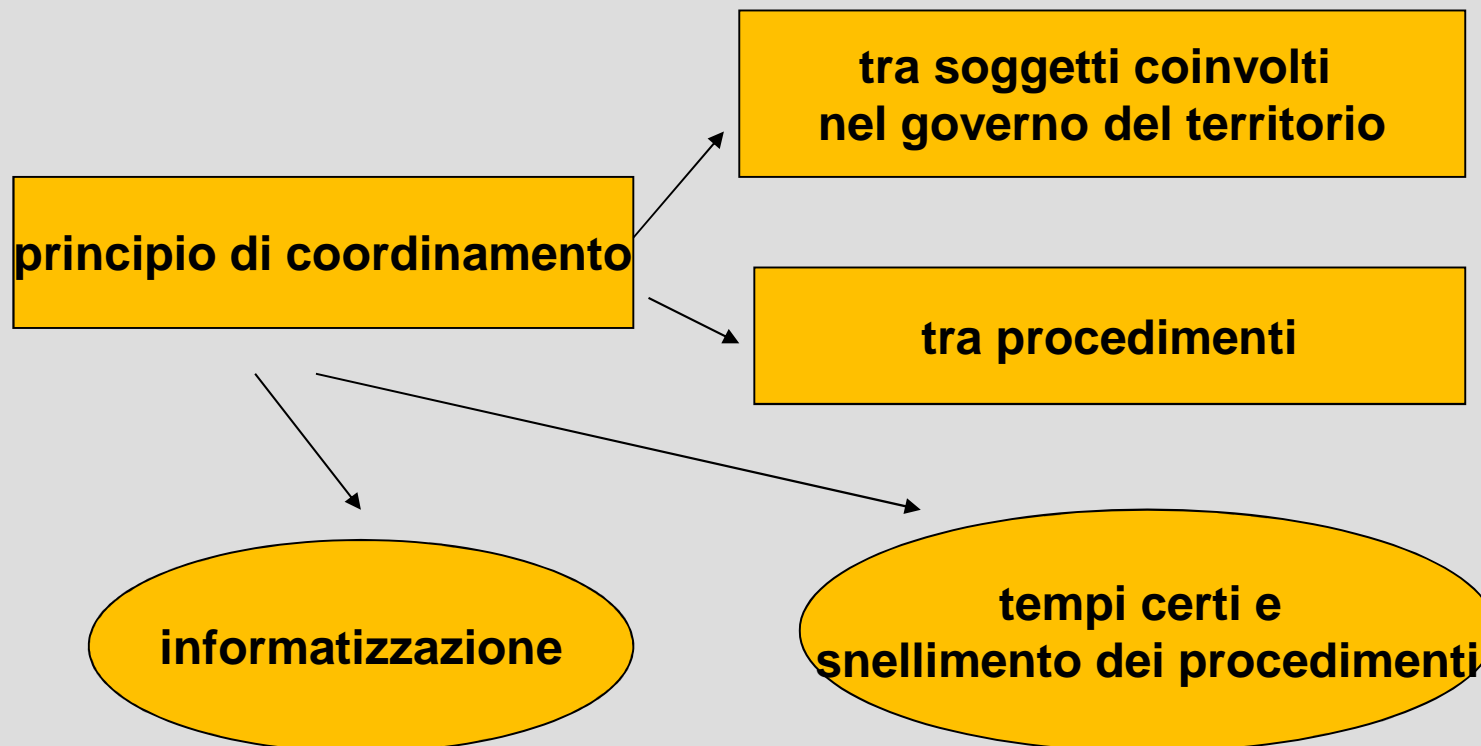 tra soggetti coinvolti
nel governo del territorio
principio di coordinamento
tra procedimenti
informatizzazione
tempi certi e
snellimento dei procedimenti